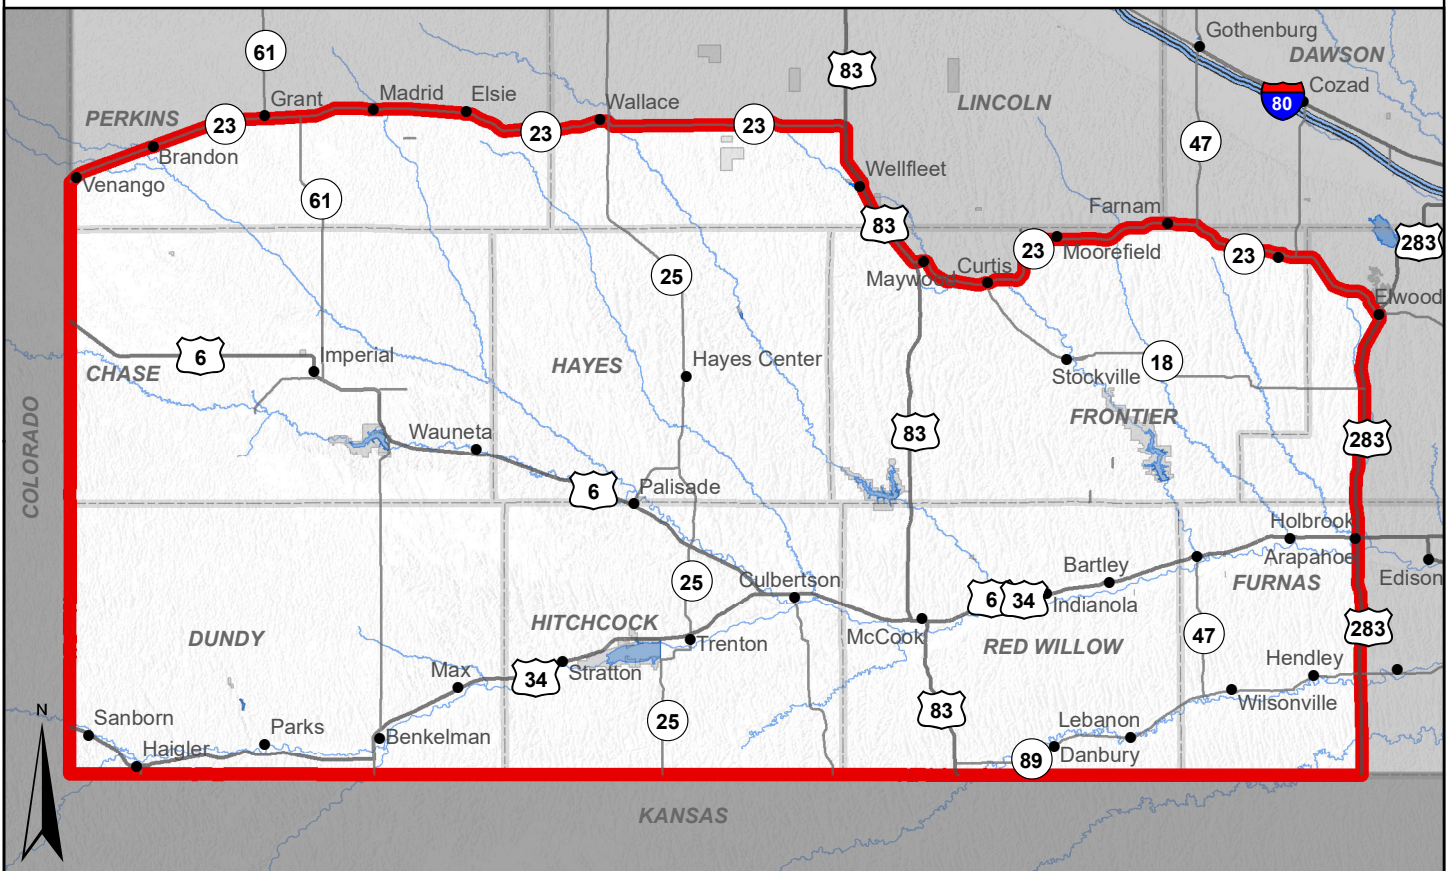 Gothenburg
61
DAWSON
83
Cozad
80
Madrid
Elsie
Grant
Wallace
LINCOLN
PERKINS
23
23
23
47
Brandon
Wellfleet
Venango
61
Farnam
83
23
Moorefield
23
283
25
Curtis
Maywood
Elwood
6
Imperial
HAYES
Hayes Center
18
CHASE
Stockville
FRONTIER
COLORADO
Wauneta
83
283
6
Palisade
Holbrook
Arapahoe
25
Culbertson
Bartley
FURNAS
Edison
6
34
Indianola
HITCHCOCK
DUNDY
McCook
47
283
Trenton
RED WILLOW
Max
34
Stratton
Hendley
N
83
Wilsonville
Sanborn
Parks
25
Lebanon
Haigler
Benkelman
89
Danbury
KANSAS